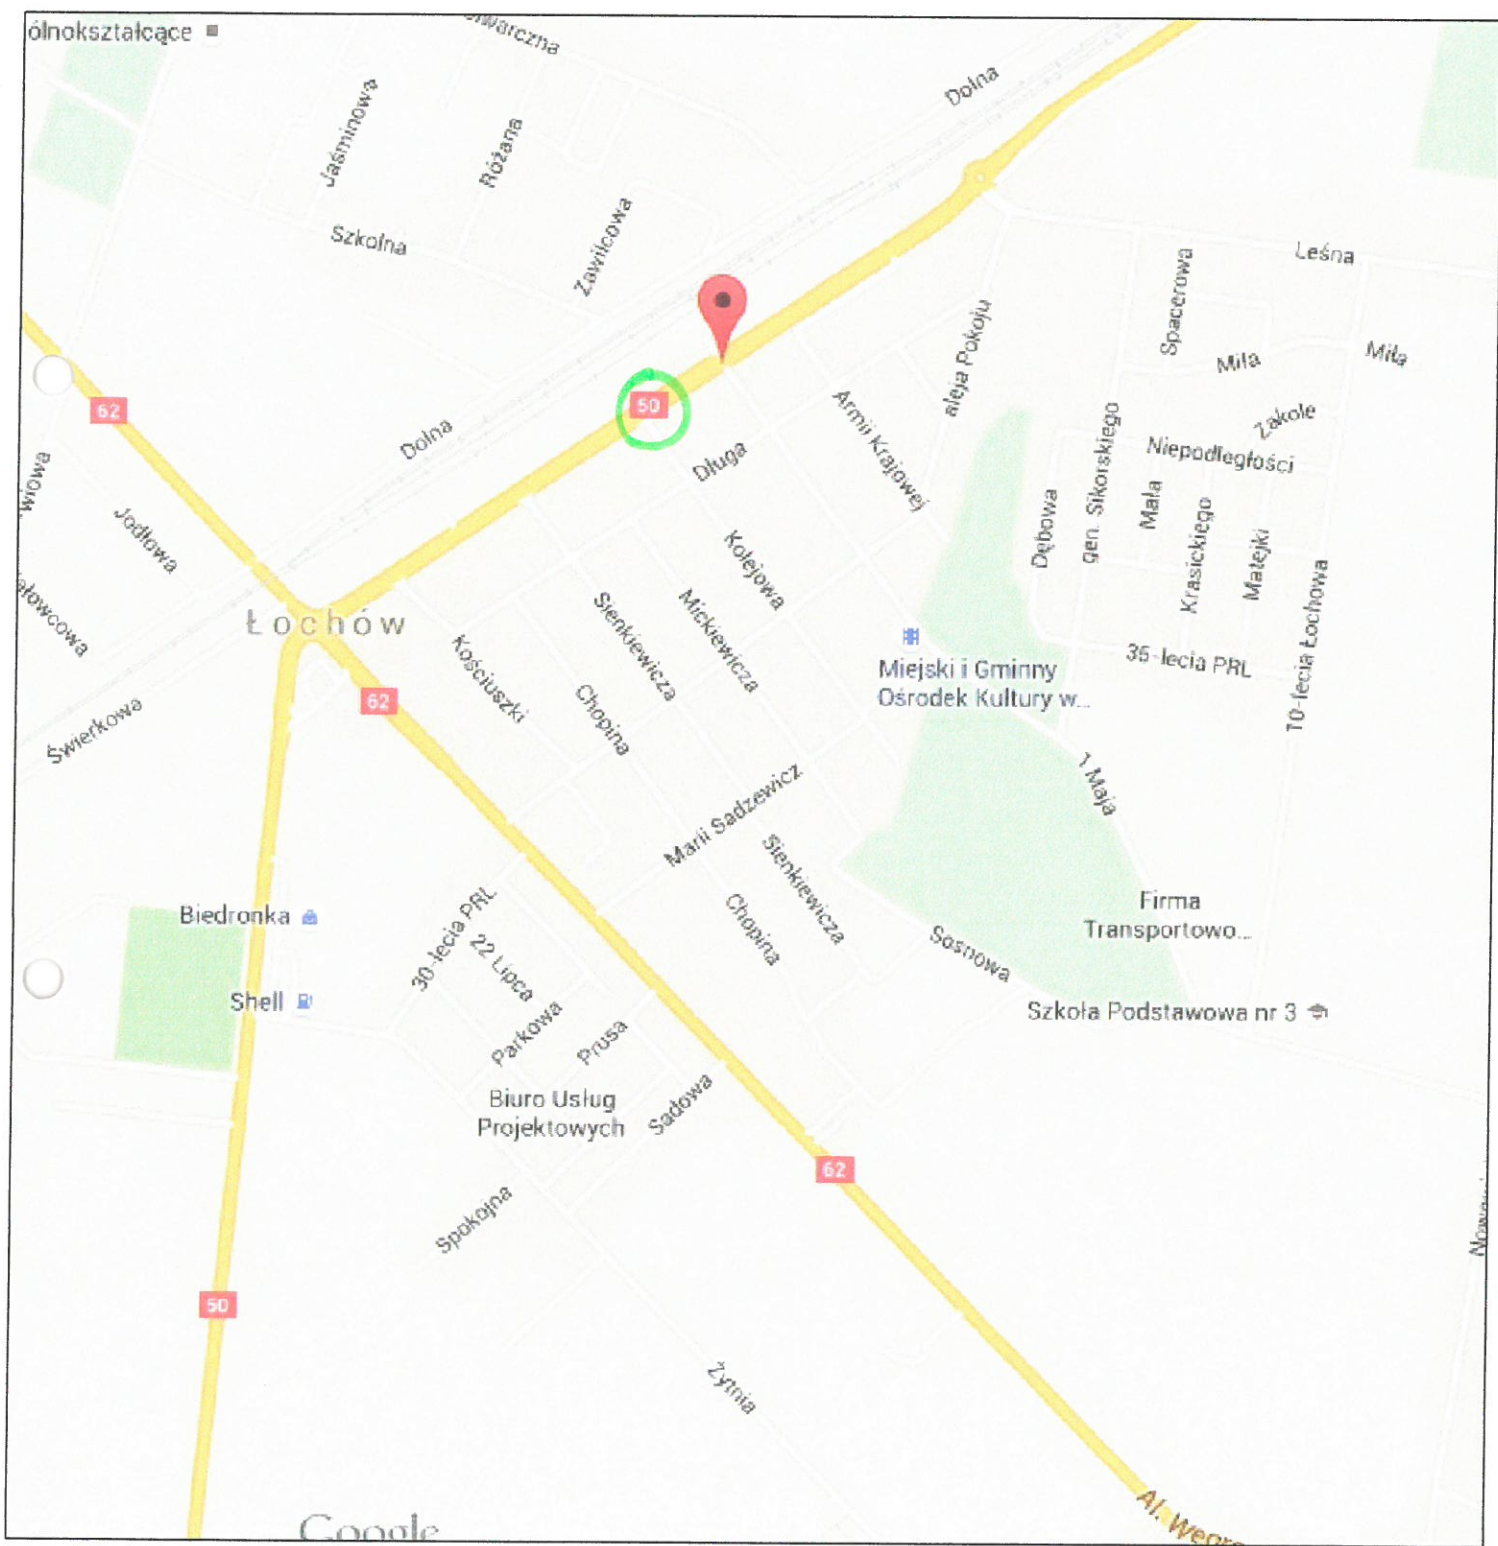 ólnokształcące
Dolna
Jaśminowa
Różana
Szkolna
Zawilcowa
Leśna
Spacerowa
Miła
Miła
aleja Pokoju
62
50
Dolna
Armii Krajowej
Zakole
Niepodległości
Długa
gen. Sikorskiego
Mała
Dębowa
Krasickiego
Matejki
Jodłowa
Kolejowa
10-lecia Łochowa
Łochów
Sienkiewicza
Mickiewicza
Kościuszki
Miejski i Gminny
Ośrodek Kultury w...
35-lecia PRL
62
Chopina
Świerkowa
1 Maja
Marii Sadzewicz
Sienkiewicza
Biedronka
Chopina
Firma
Transportowo...
30-lecia PRL
22 Lipca
Sosnowa
Shell
Szkoła Podstawowa nr 3
Parkowa
Prusa
Biuro Usług
Projektowych
Sadowa
62
Spokojna
50
Żytnia
Google